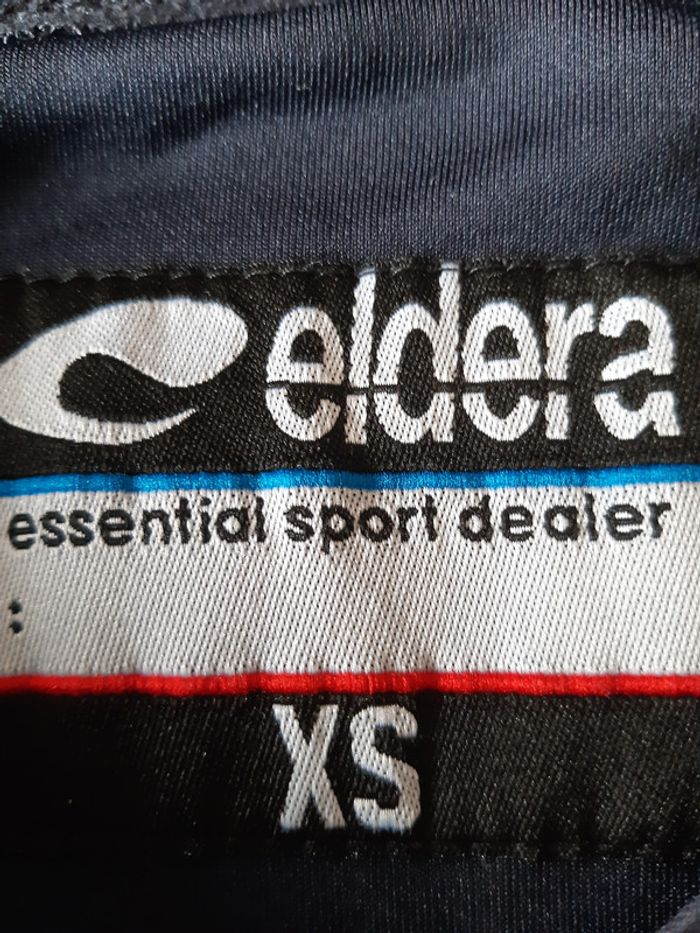 eldera
essential sport dealer
:
XS